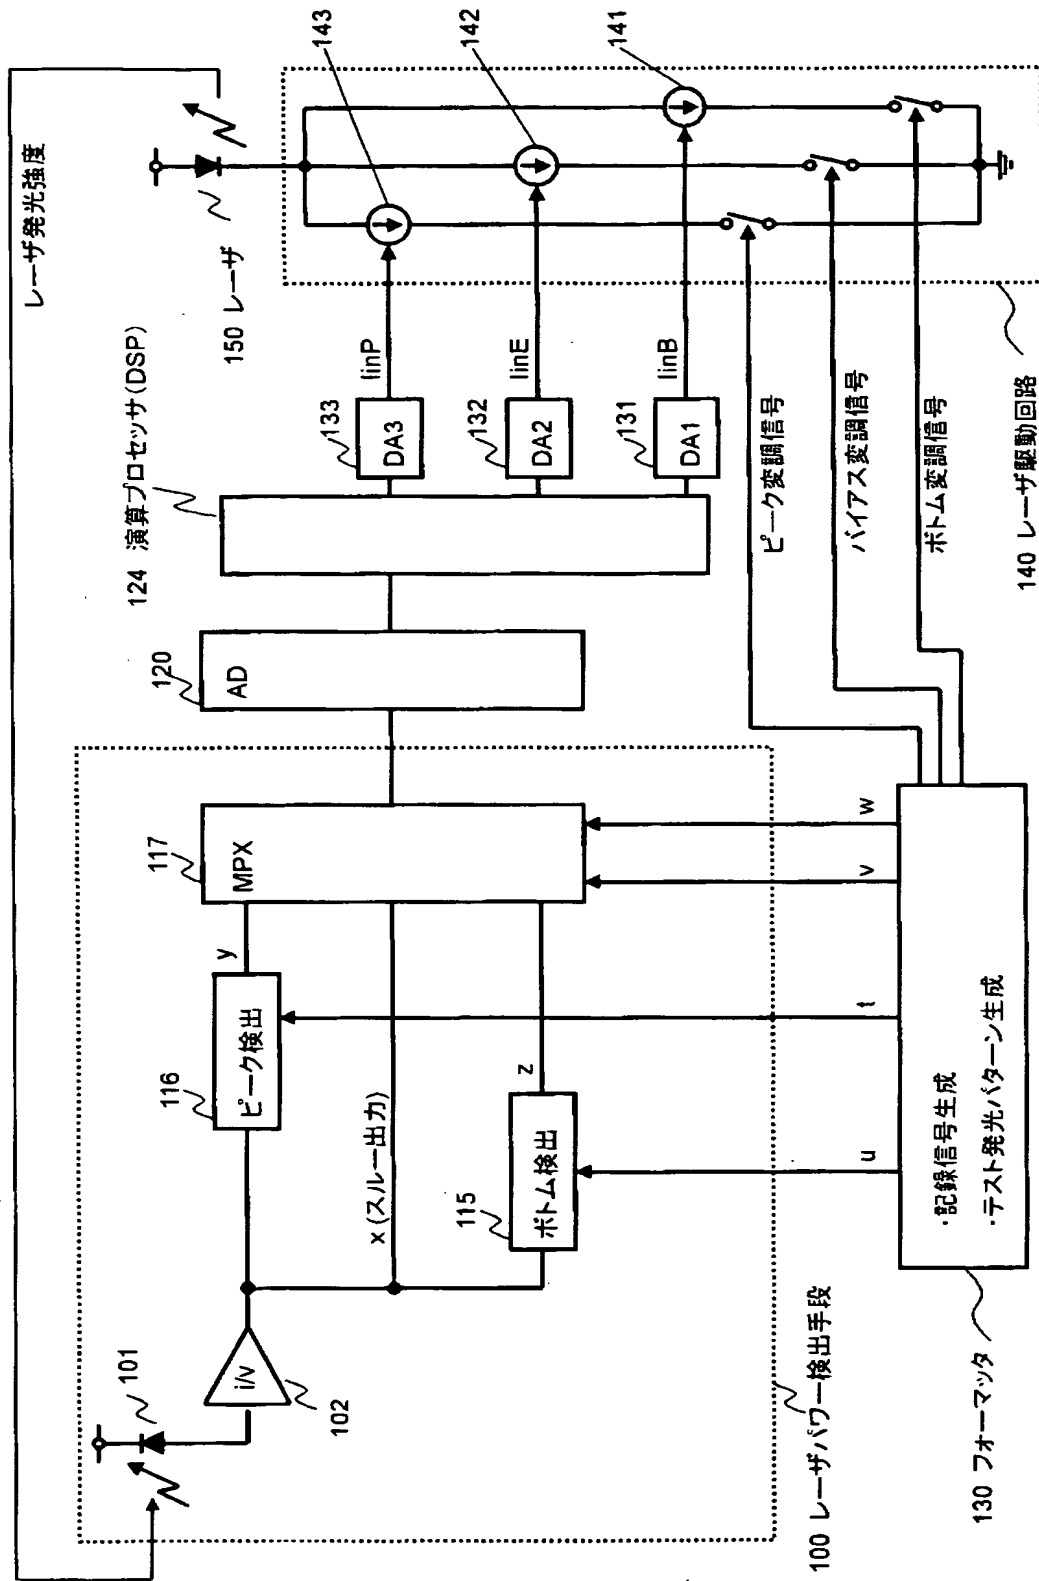 レーザ発光強度
101
i/v
102
116
ピーク検出
y
x(スルー出力)
115
ボトム検出
z
117
MPX
120
AD
124 演算プロセッサ(DSP)
133
DA3
IinP
132
DA2
IinE
131
DA1
IinB
150 レーザ
143
142
141
ピーク変調信号
バイアス変調信号
ボトム変調信号
140 レーザ駆動回路
u
t
v
w
100 レーザパワー検出手段
・記録信号生成
・テスト発光パターン生成
130 フォーマッタ